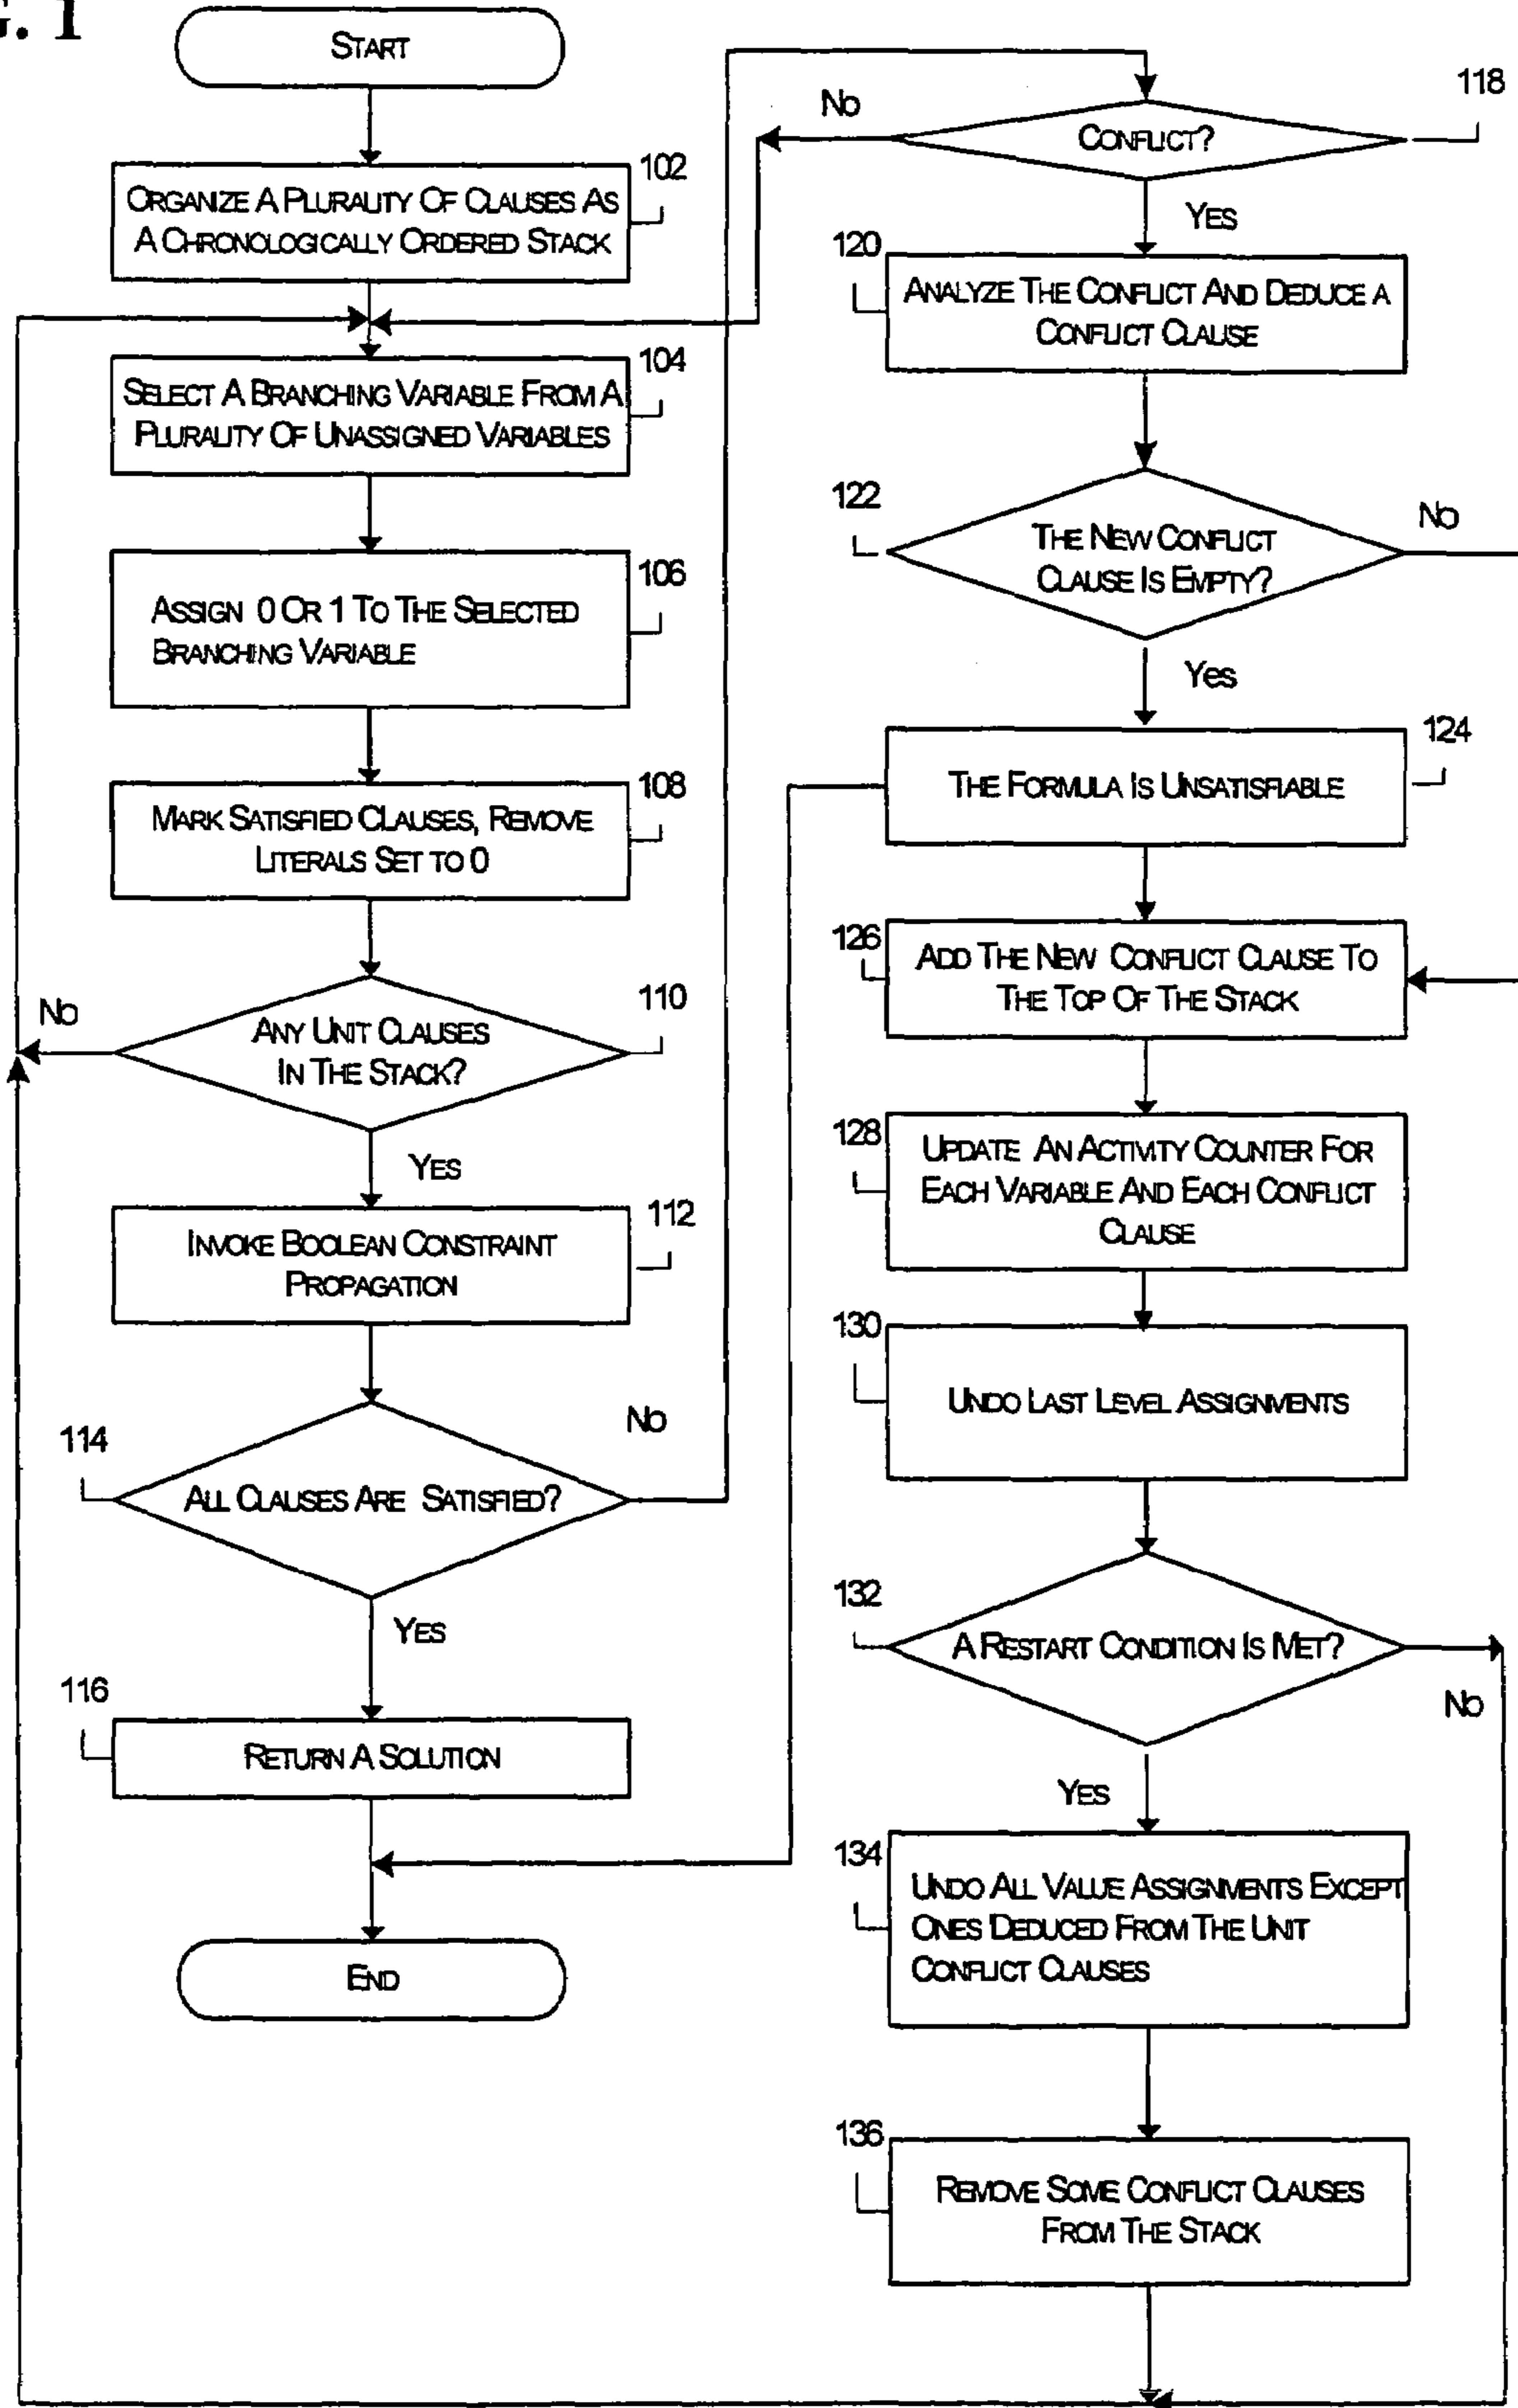 G. 1
START
102
ORGANIZE A PLURALITY OF CLAUSES AS
A CHRONOLOGICALLY ORDERED STACK
104
SELECT A BRANCHING VARIABLE FROM A
PLURALITY OF UNASSIGNED VARIABLES
106
ASSIGN 0 OR 1 TO THE SELECTED
BRANCHING VARIABLE
108
MARK SATISFIED CLAUSES, REMOVE
LITERALS SET TO 0
No
110
ANY UNIT CLAUSES
IN THE STACK?
YES
112
INVOKE BOOLEAN CONSTRAINT
PROPAGATION
No
114
ALL CLAUSES ARE SATISFIED?
YES
116
RETURN A SOLUTION
END
No
118
CONFLICT?
YES
120
ANALYZE THE CONFLICT AND DEDUCE A
CONFLICT CLAUSE
122
No
THE NEW CONFLICT
CLAUSE IS EMPTY?
Yes
124
THE FORMULA IS UNSATISFIABLE
126
ADD THE NEW CONFLICT CLAUSE TO
THE TOP OF THE STACK
128
UPDATE AN ACTIVITY COUNTER FOR
EACH VARIABLE AND EACH CONFLICT
CLAUSE
130
UNDO LAST LEVEL ASSIGNMENTS
132
A RESTART CONDITION IS MET?
No
YES
134
UNDO ALL VALUE ASSIGNMENTS EXCEPT
ONES DEDUCED FROM THE UNIT
CONFLICT CLAUSES
136
REMOVE SOME CONFLICT CLAUSES
FROM THE STACK